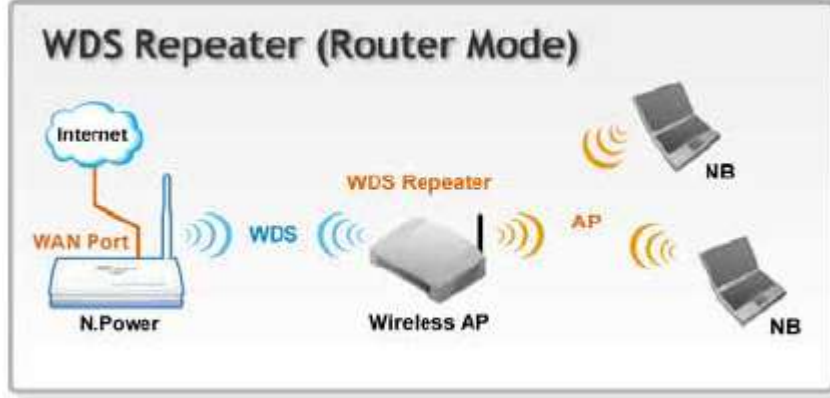 WDS Repeater (Router Mode)
Internet
NB
WDS Repeater
WAN Port
WDS
AP
N.Power
Wireless AP
NB